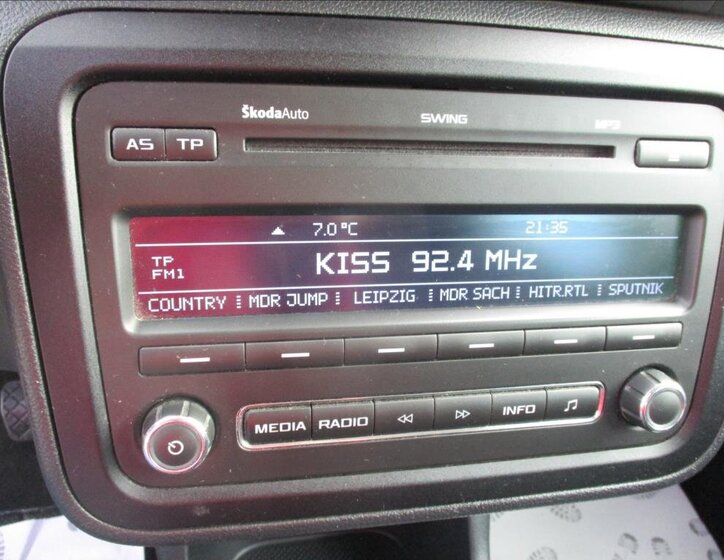 ŠkodaAuto SWING MP3
AS TP
7.0 °C 21:35
TP
FM1
KISS 92.4 MHz
COUNTRY MDR JUMP LEIPZIG MDR SACH HITR.RTL SPUTNIK
MEDIA RADIO INFO